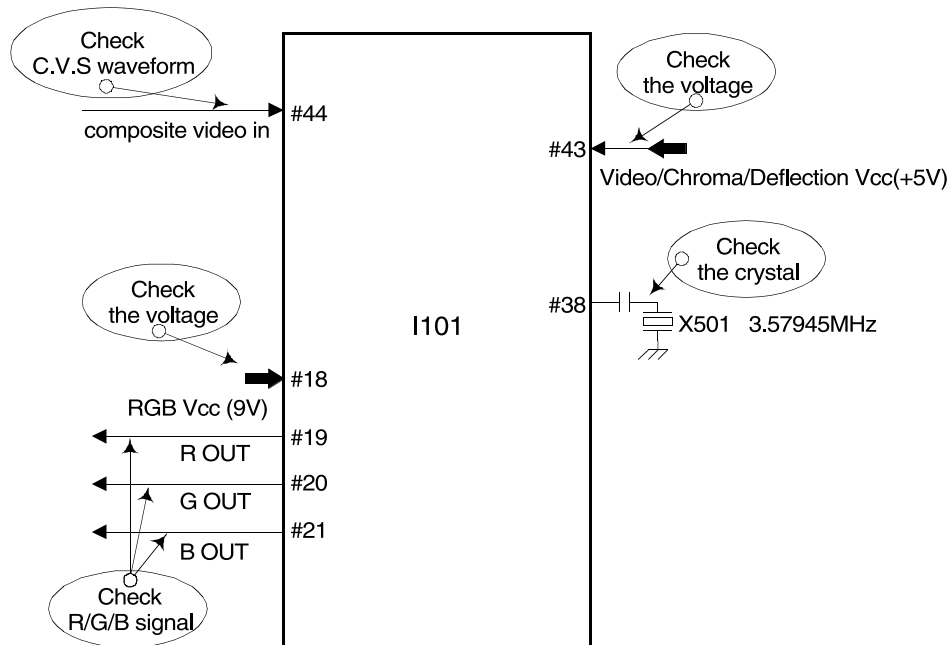 Check
C.V.S waveform
#44
composite video in
Check
the voltage
#43
Video/Chroma/Deflection Vcc(+5V)
Check
the crystal
#38
X501 3.57945MHz
I101
Check
the voltage
#18
RGB Vcc (9V)
#19
R OUT
#20
G OUT
#21
B OUT
Check
R/G/B signal